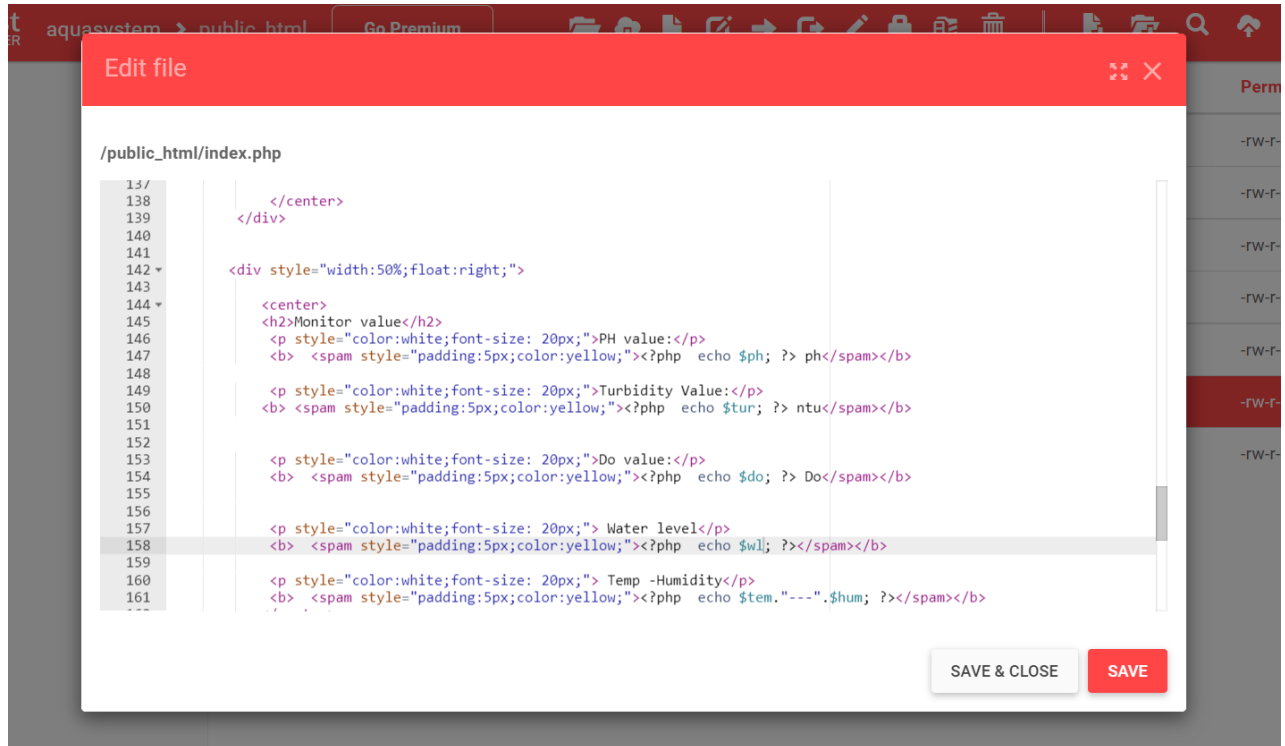 aquasystem > public_html Go Premium
Edit file
Perm
/public_html/index.php
-rw-r-
137
138 </center>
139 </div>
140
141
142 <div style="width:50%;float:right;">
143
144 <center>
145 <h2>Monitor value</h2>
146 <p style="color:white;font-size: 20px;">PH value:</p>
147 <b>  <spam style="padding:5px;color:yellow;"><?php  echo $ph; ?> ph</spam></b>
148
149 <p style="color:white;font-size: 20px;">Turbidity Value:</p>
150 <b> <spam style="padding:5px;color:yellow;"><?php  echo $tur; ?> ntu</spam></b>
151
152
153 <p style="color:white;font-size: 20px;">Do value:</p>
154 <b>  <spam style="padding:5px;color:yellow;"><?php  echo $do; ?> Do</spam></b>
155
156
157 <p style="color:white;font-size: 20px;"> Water level</p>
158 <b>  <spam style="padding:5px;color:yellow;"><?php  echo $wl; ?></spam></b>
159
160 <p style="color:white;font-size: 20px;"> Temp -Humidity</p>
161 <b>  <spam style="padding:5px;color:yellow;"><?php  echo $tem."---".$hum; ?></spam></b>
-rw-r-
-rw-r-
-rw-r-
-rw-r-
-rw-r-
-rw-r-
SAVE & CLOSE
SAVE